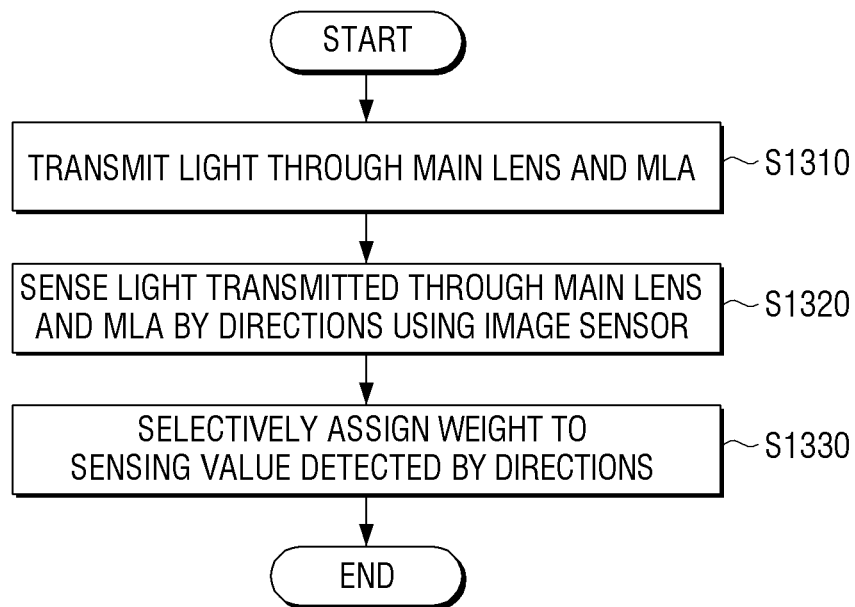 START
TRANSMIT LIGHT THROUGH MAIN LENS AND MLA
S1310
SENSE LIGHT TRANSMITTED THROUGH MAIN LENS
AND MLA BY DIRECTIONS USING IMAGE SENSOR
S1320
SELECTIVELY ASSIGN WEIGHT TO
SENSING VALUE DETECTED BY DIRECTIONS
S1330
END